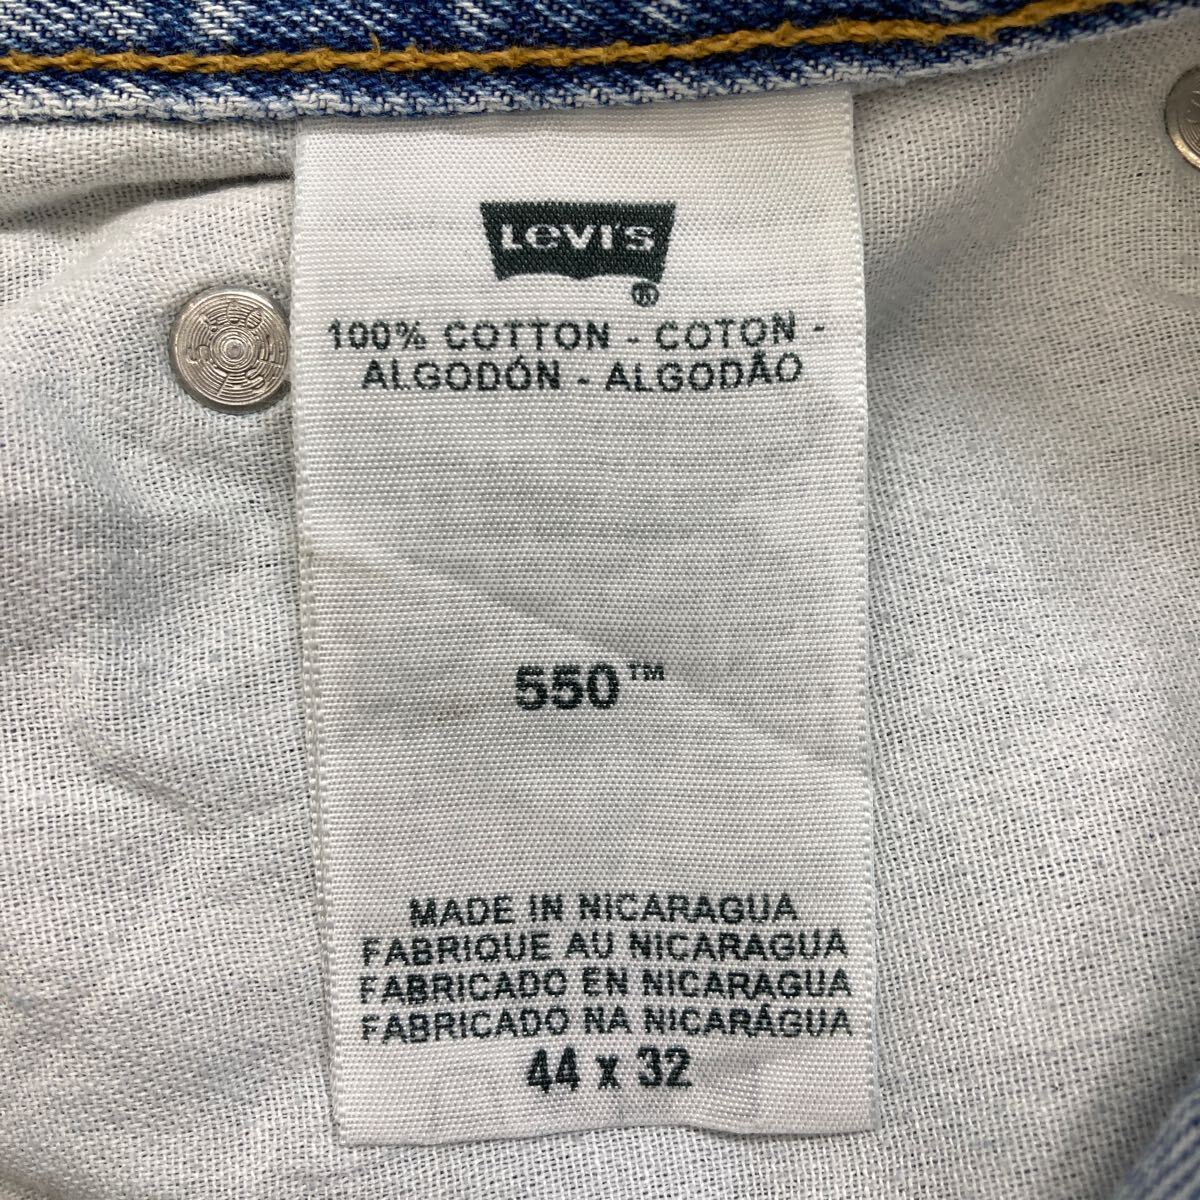 LEVI'S
®
100% COTTON - COTON -
ALGODÓN - ALGODÃO
550™
MADE IN NICARAGUA
FABRIQUE AU NICARAGUA
FABRICADO EN NICARAGUA
FABRICADO NA NICARÁGUA
44 x 32